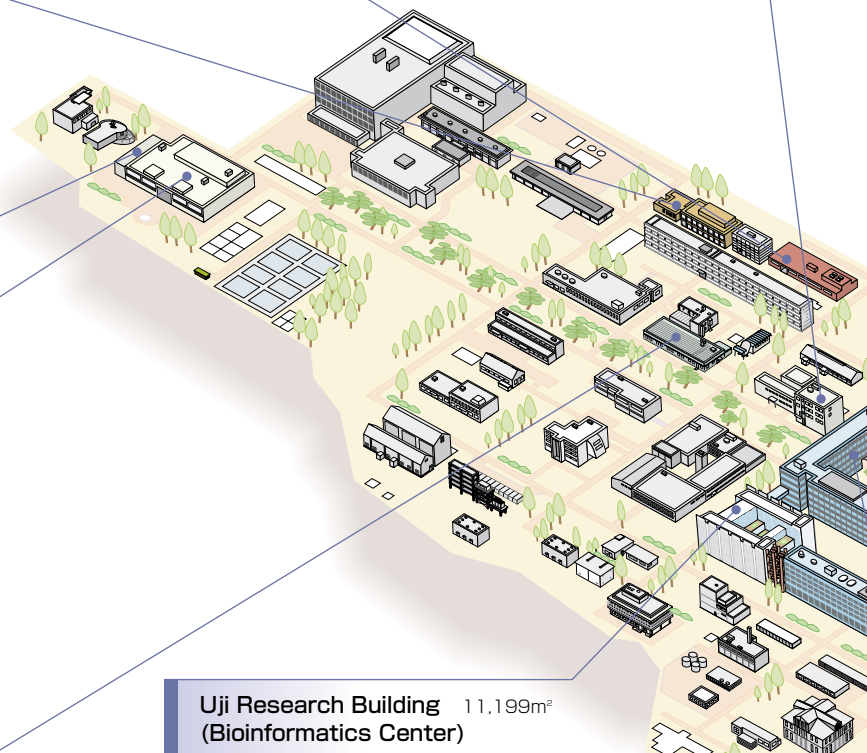 Uji Research Building 11,199m²
(Bioinformatics Center)